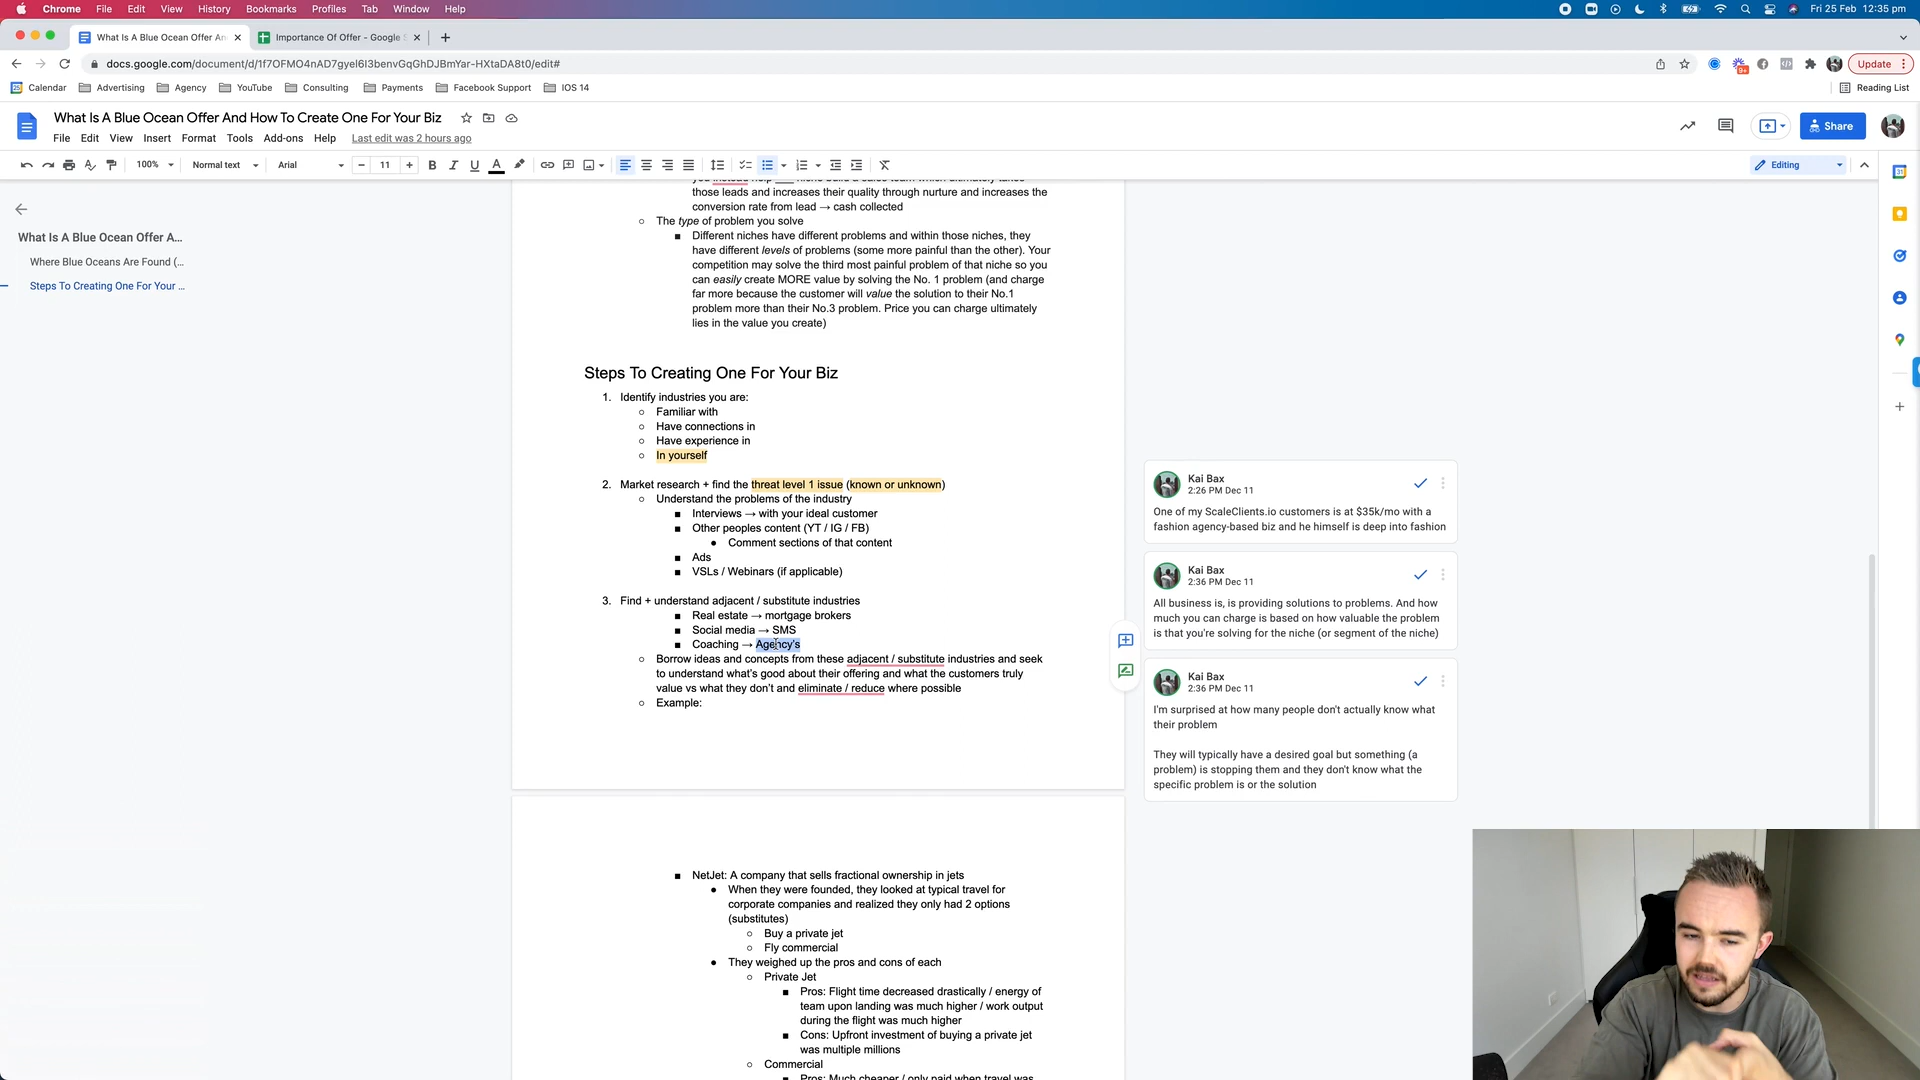 Chrome File Edit View History Bookmarks Profiles Tab Window Help
Fri 25 Feb 12:35 pm
What Is A Blue Ocean Offer An
Importance Of Offer - Google S
docs.google.com/document/d/1f7OFMO4nAD7gyel6I3benvGqGhDJBmYar-HXtaDA8t0/edit#
9+
Update
Calendar Advertising Agency YouTube Consulting Payments Facebook Support IOS 14
Reading List
What Is A Blue Ocean Offer And How To Create One For Your Biz
File Edit View Insert Format Tools Add-ons Help Last edit was 2 hours ago
Share
100% Normal text Arial 11
Editing
What Is A Blue Ocean Offer A...
Where Blue Oceans Are Found (...
Steps To Creating One For Your ...
those leads and increases their quality through nurture and increases the
conversion rate from lead → cash collected
The type of problem you solve
Different niches have different problems and within those niches, they
have different levels of problems (some more painful than the other). Your
competition may solve the third most painful problem of that niche so you
can easily create MORE value by solving the No. 1 problem (and charge
far more because the customer will value the solution to their No.1
problem more than their No.3 problem. Price you can charge ultimately
lies in the value you create)
Steps To Creating One For Your Biz
1. Identify industries you are:
Familiar with
Have connections in
Have experience in
In yourself
2. Market research + find the threat level 1 issue (known or unknown)
Understand the problems of the industry
Interviews → with your ideal customer
Other peoples content (YT / IG / FB)
Comment sections of that content
Ads
VSLs / Webinars (if applicable)
3. Find + understand adjacent / substitute industries
Real estate → mortgage brokers
Social media → SMS
Coaching → Agency's
Borrow ideas and concepts from these adjacent / substitute industries and seek
to understand what's good about their offering and what the customers truly
value vs what they don't and eliminate / reduce where possible
Example:
NetJet: A company that sells fractional ownership in jets
When they were founded, they looked at typical travel for
corporate companies and realized they only had 2 options
(substitutes)
Buy a private jet
Fly commercial
They weighed up the pros and cons of each
Private Jet
Pros: Flight time decreased drastically / energy of
team upon landing was much higher / work output
during the flight was much higher
Cons: Upfront investment of buying a private jet
was multiple millions
Commercial
Pros: Much cheaper / only paid when travel was
Kai Bax
2:26 PM Dec 11
One of my ScaleClients.io customers is at $35k/mo with a
fashion agency-based biz and he himself is deep into fashion
Kai Bax
2:36 PM Dec 11
All business is, is providing solutions to problems. And how
much you can charge is based on how valuable the
problem is that you're solving for the niche (or segment of the niche)
Kai Bax
2:36 PM Dec 11
I'm surprised at how many people don't actually know what
their problem
They will typically have a desired goal but something (a
problem) is stopping them and they don't know what the
specific problem is or the solution